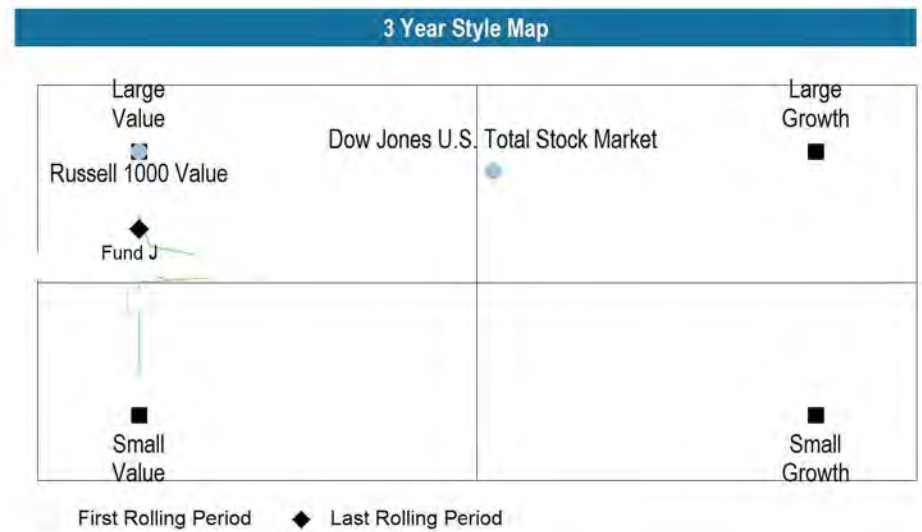 3 Year Style Map
Large
Value
Large
Growth
Dow Jones U.S. Total Stock Market
Russell 1000 Value
Fund J
Small
Value
Small
Growth
First Rolling Period
Last Rolling Period